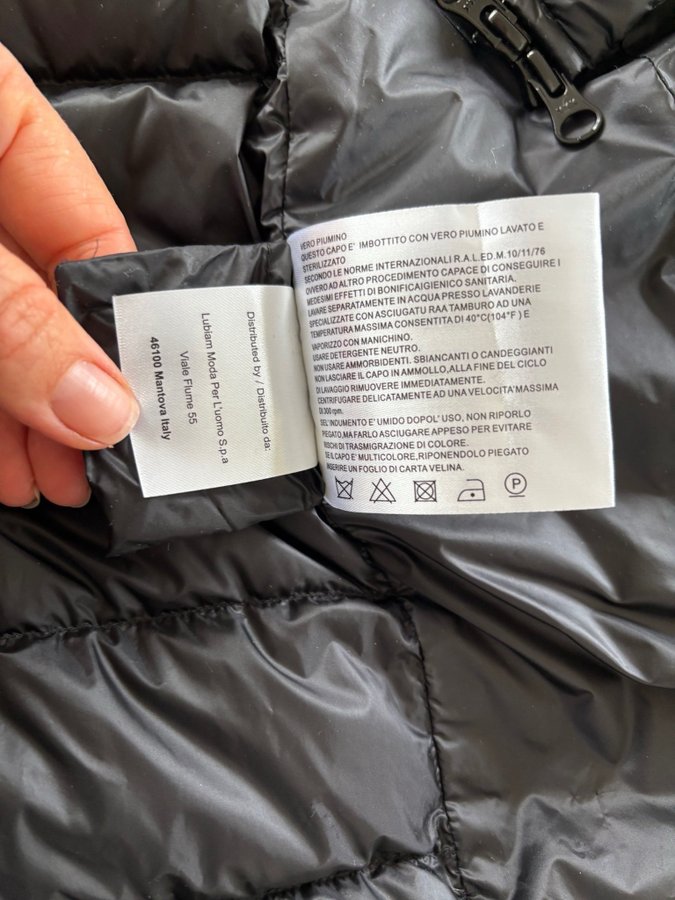 Distributed by / Distribuito da:
Lubiam Moda Per L'uomo S.p.a
Viale Flume 55
46100 Mantova Italy
VERO PIUMINO
QUESTO CAPO E' IMBOTTITO CON VERO PIUMINO LAVATO E
STERILIZZATO
SECONDO LE NORME INTERNAZIONALI R.A.L.ED.M.10/11/76
OVVERO AD ALTRO PROCEDIMENTO CAPACE DI CONSEGUIRE I
MEDESIMI EFFETTI DI BONIFICAIGIENICO SANITARIA.
LAVARE SEPARATAMENTE IN ACQUA PRESSO LAVANDERIE
SPECIALIZZATE CON ASCIUGATU RAA TAMBURO AD UNA
TEMPERATURA MASSIMA CONSENTITA DI 40°C(104°F ) E
VAPORIZZO CON MANICHINO.
USARE DETERGENTE NEUTRO.
NON USARE AMMORBIDENTI. SBIANCANTI O CANDEGGIANTI
NON LASCIARE IL CAPO IN AMMOLLO,ALLA FINE DEL CICLO
DI LAVAGGIO RIMUOVERE IMMEDIATAMENTE.
CENTRIFUGARE DELICATAMENTE AD UNA VELOCITA'MASSIMA
DI 300 rpm.
SEL'INDUMENTO E' UMIDO DOPOL' USO, NON RIPORLO
PIEGATO,MA FARLO ASCIUGARE APPESO PER EVITARE
RISCHI DI TRASMIGRAZIONE DI COLORE.
SE IL CAPO E' MULTICOLORE,RIPONENDOLO PIEGATO
INSERIRE UN FOGLIO DI CARTA VELINA.
P